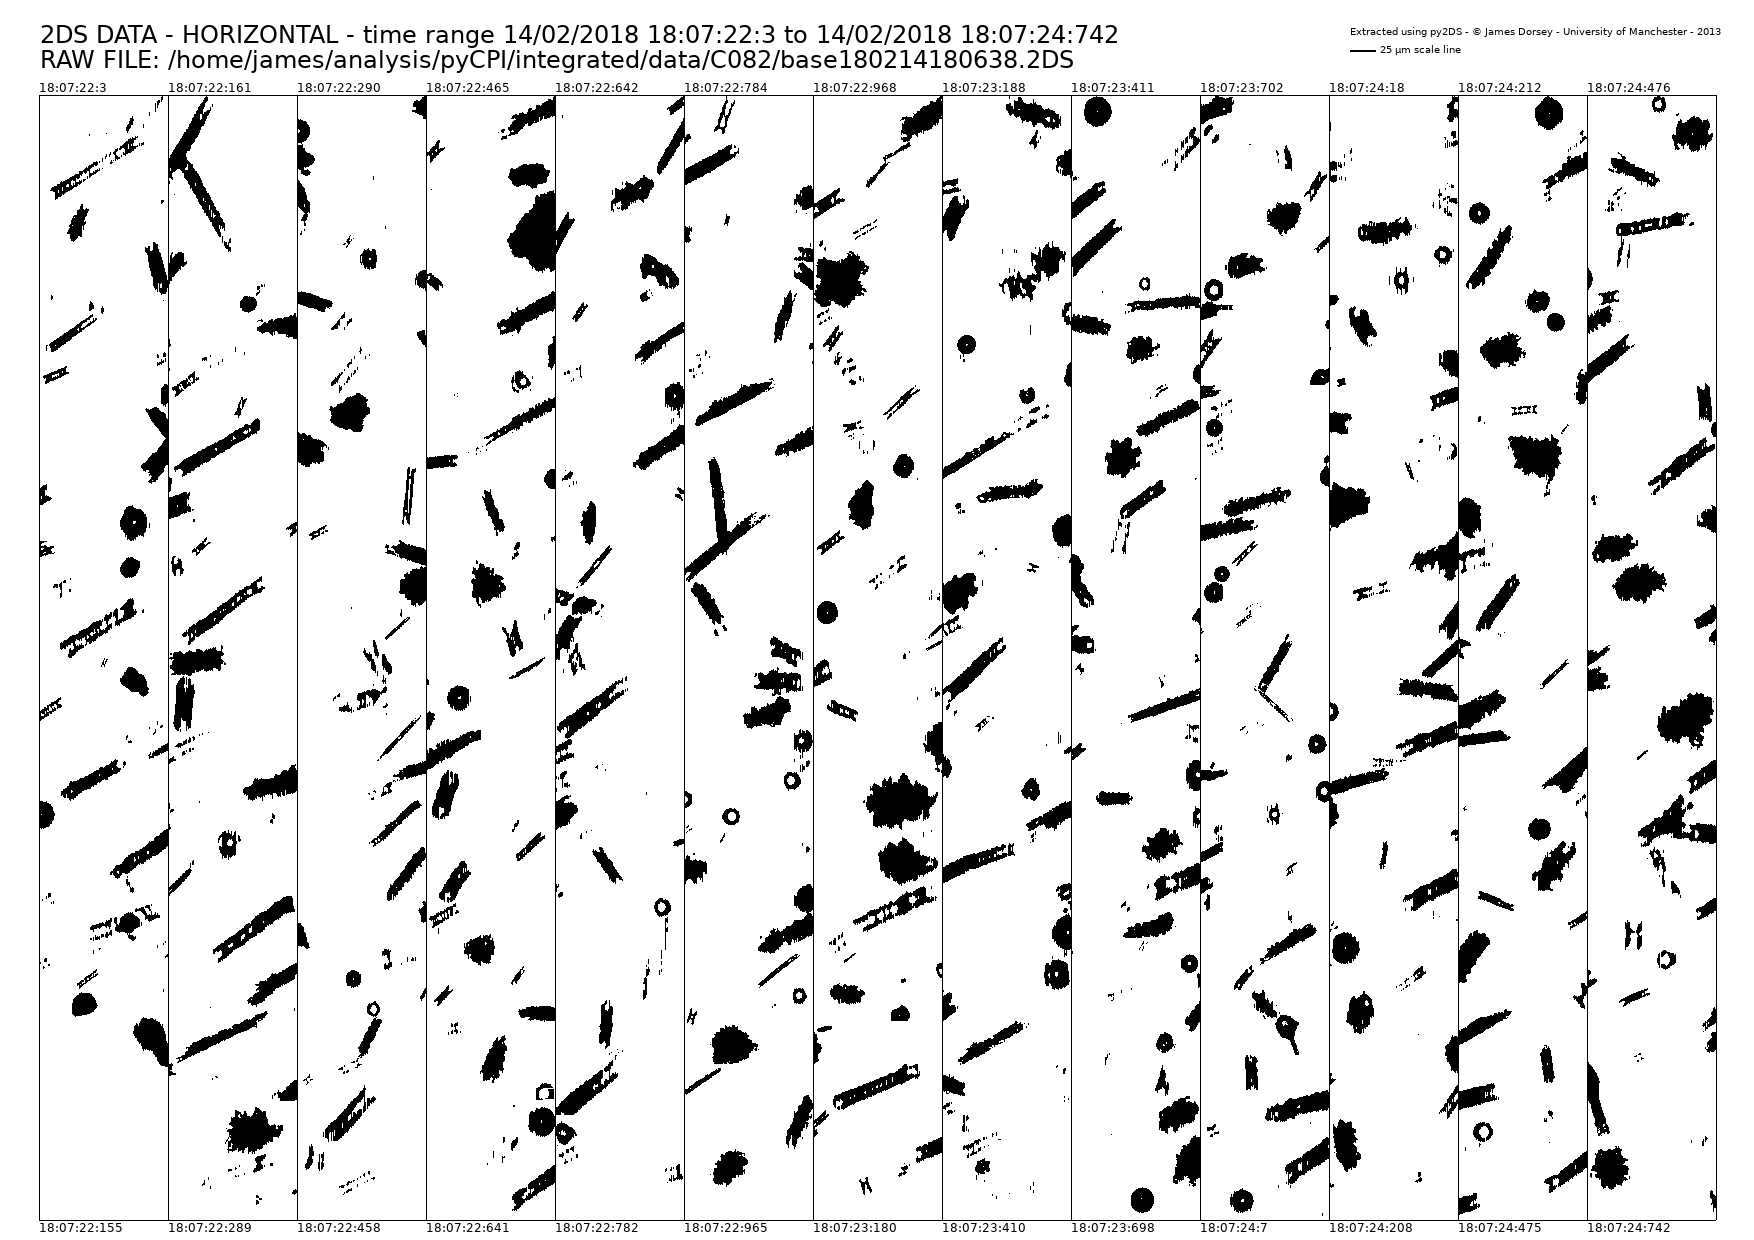 2DS DATA - HORIZONTAL - time range 14/02/2018 18:07:22:3 to 14/02/2018 18:07:24:742
RAW FILE: /home/james/analysis/pyCPI/integrated/data/C082/base180214180638.2DS
Extracted using py2DS - © James Dorsey - University of Manchester - 2013
25 µm scale line
18:07:22:3 18:07:22:161 18:07:22:290 18:07:22:465 18:07:22:642 18:07:22:784 18:07:22:968 18:07:23:188 18:07:23:411 18:07:23:702 18:07:24:18 18:07:24:212 18:07:24:476
18:07:22:155 18:07:22:289 18:07:22:458 18:07:22:641 18:07:22:782 18:07:22:965 18:07:23:180 18:07:23:410 18:07:23:698 18:07:24:7 18:07:24:208 18:07:24:475 18:07:24:742